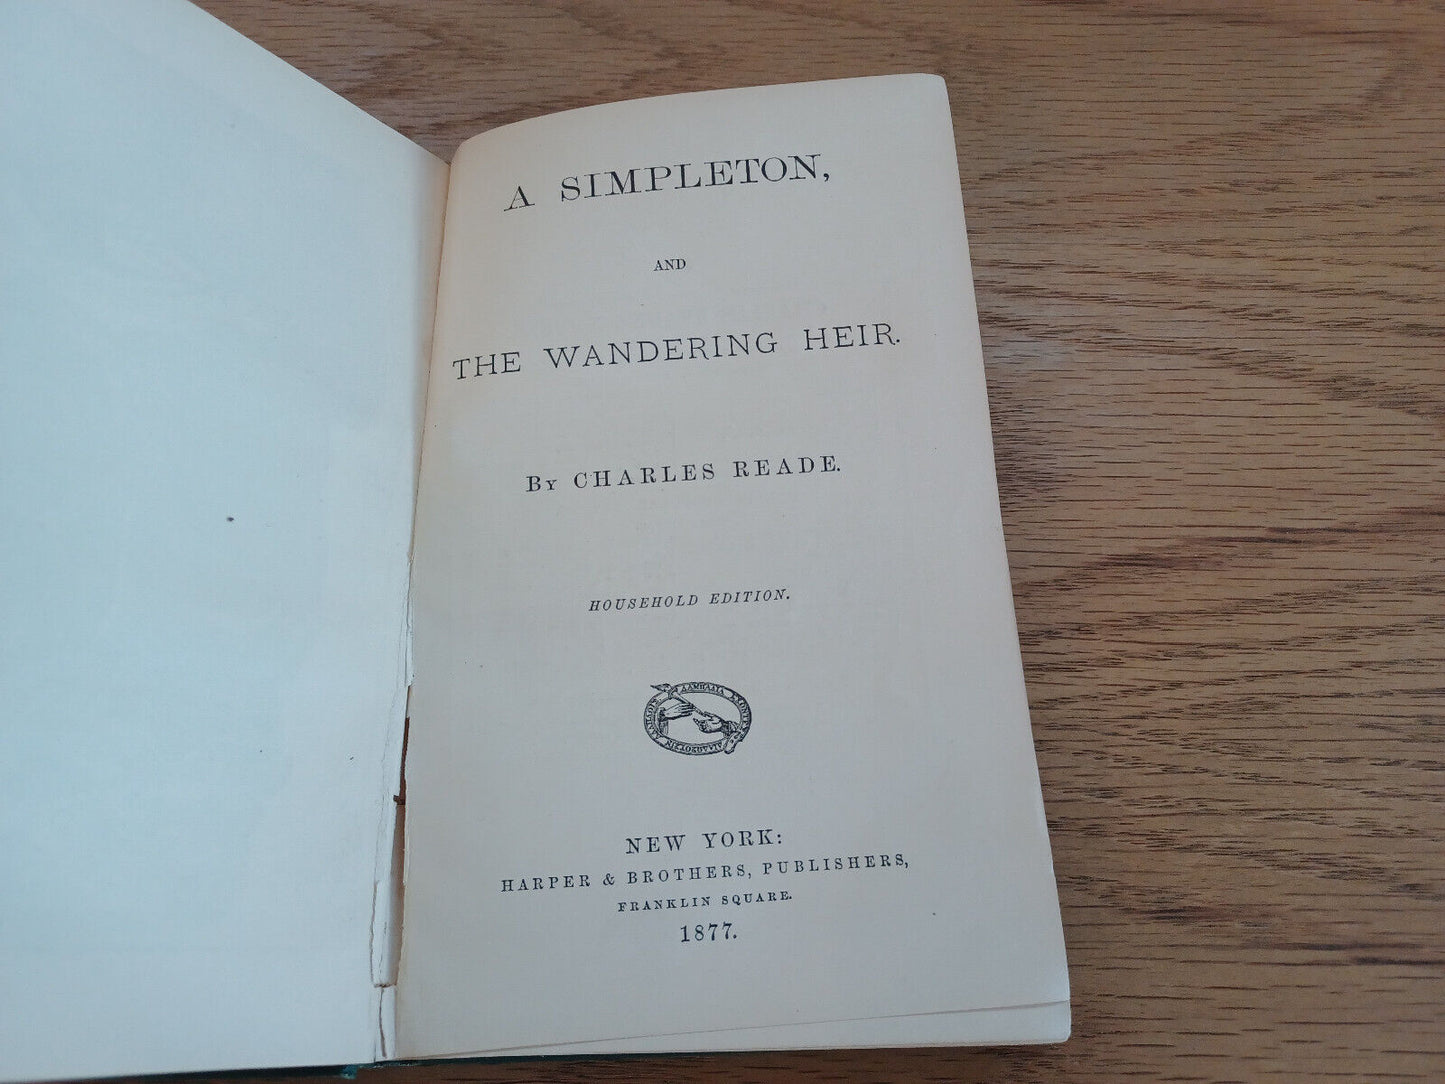 A SIMPLETON,
AND
THE WANDERING HEIR.
By CHARLES READE.
HOUSEHOLD EDITION.
NEW YORK:
HARPER & BROTHERS, PUBLISHERS,
FRANKLIN SQUARE.
1877.